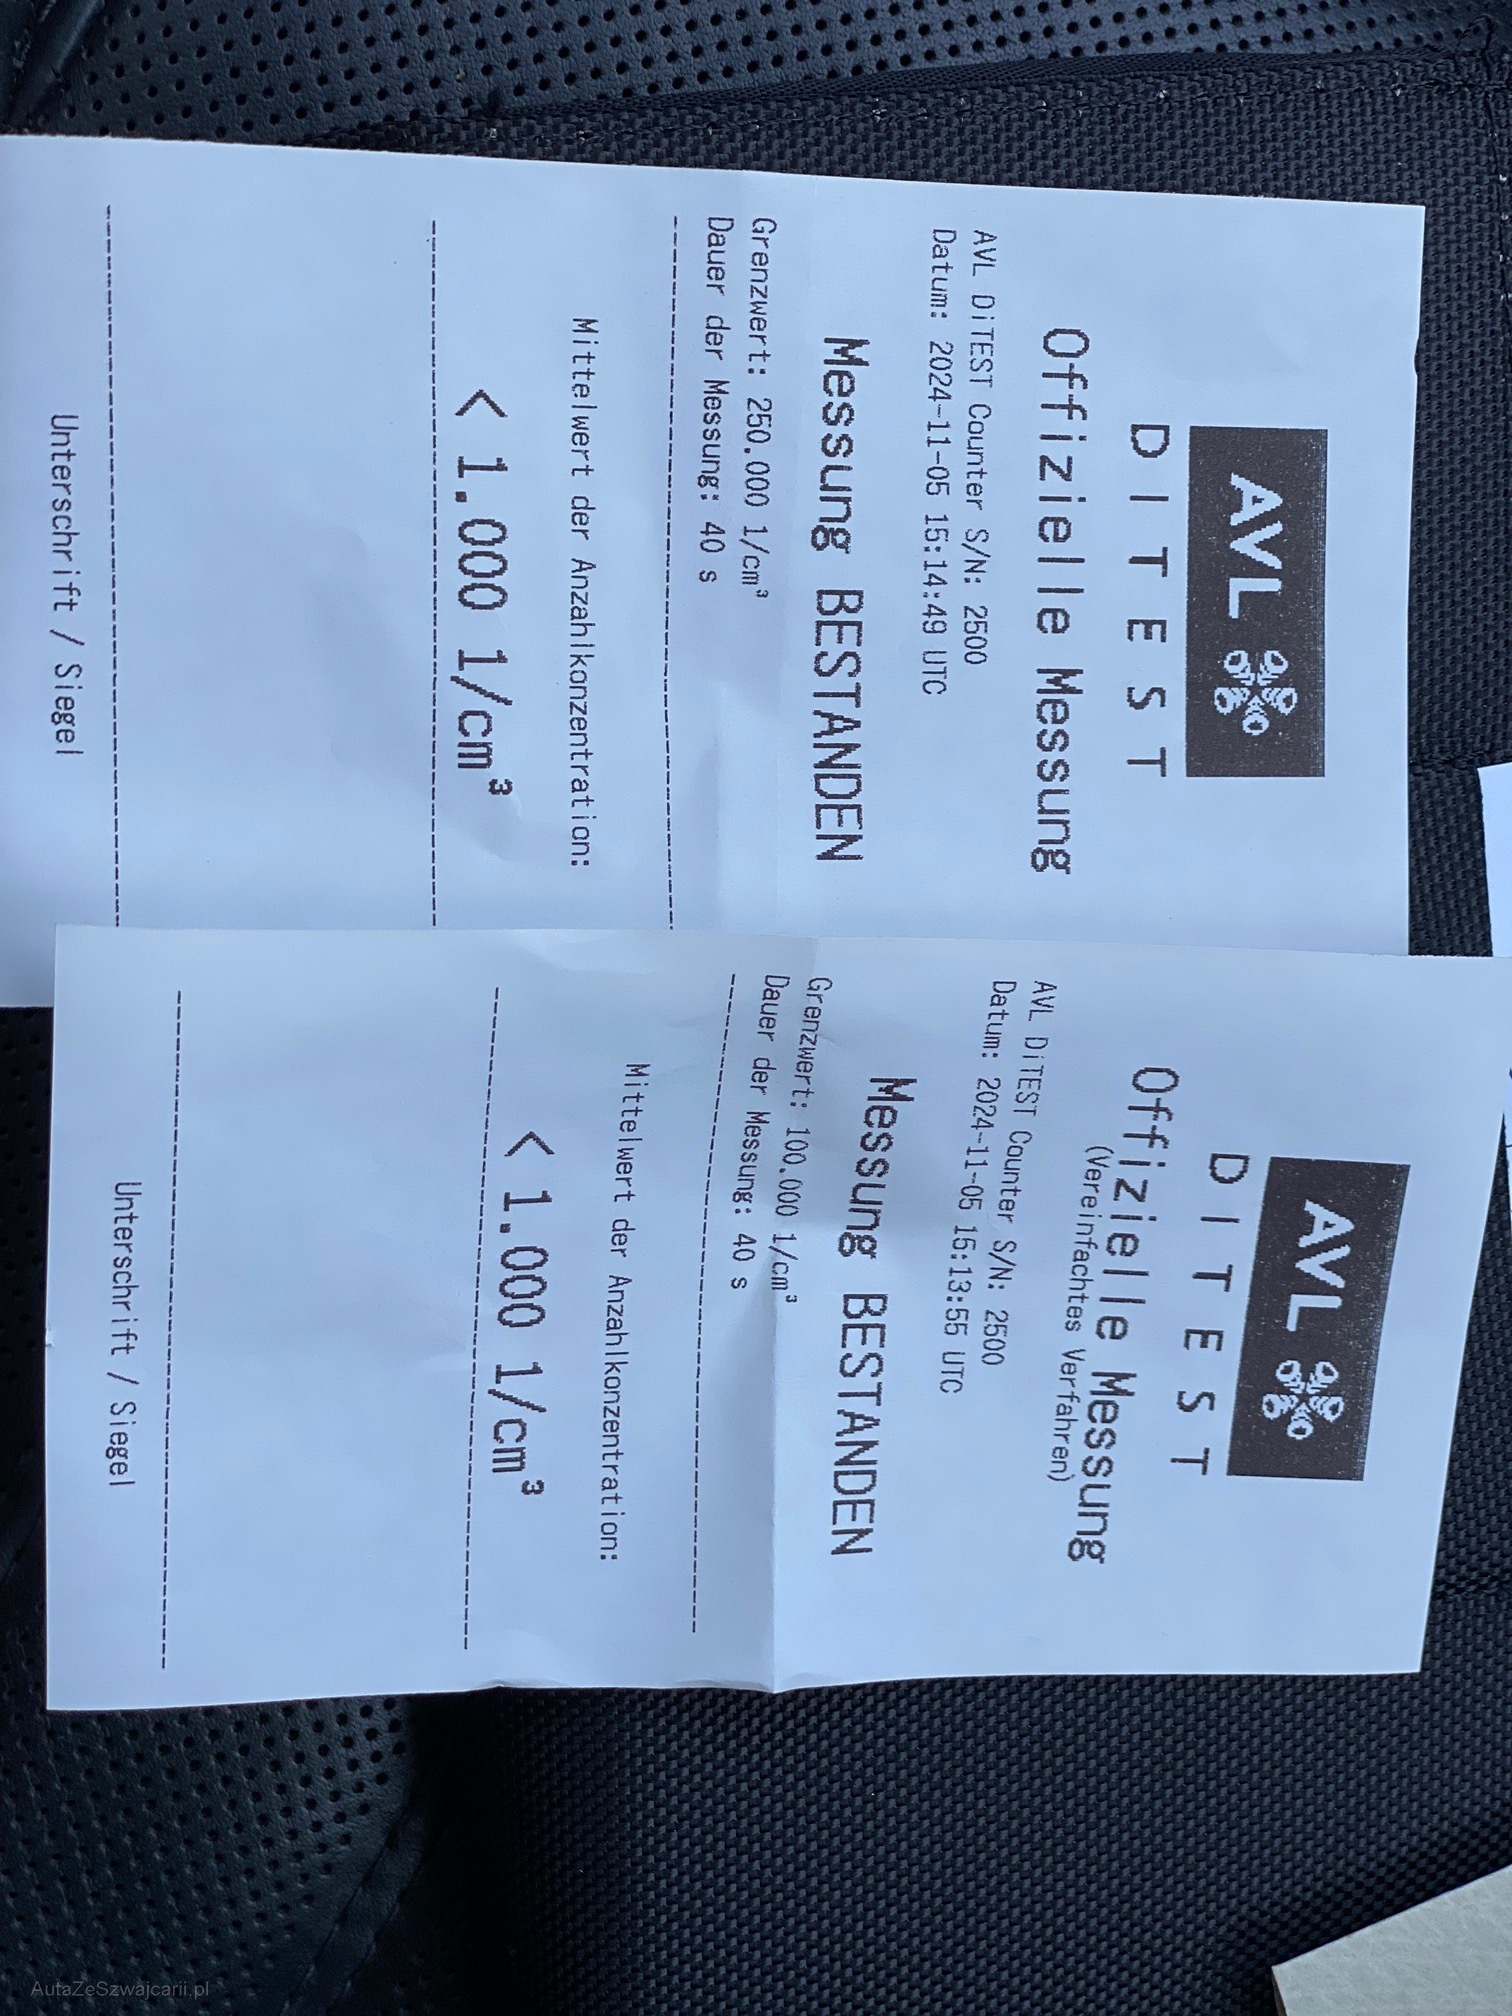 AVL
DITEST
Offizielle Messung
AVL DiTEST Counter S/N: 2500
Datum: 2024-11-05 15:14:49 UTC
Messung BESTANDEN
Grenzwert: 250.000 1/cm³
Dauer der Messung: 40 s
Mittelwert der Anzahlkonzentration:
< 1.000 1/cm³
Unterschrift / Siegel
AVL
DITEST
Offizielle Messung
(Vereinfachtes Verfahren)
AVL DiTEST Counter S/N: 2500
Datum: 2024-11-05 15:13:55 UTC
Messung BESTANDEN
Grenzwert: 100.000 1/cm³
Dauer der Messung: 40 s
Mittelwert der Anzahlkonzentration:
< 1.000 1/cm³
Unterschrift / Siegel
AutaZeSzwajcarii.pl